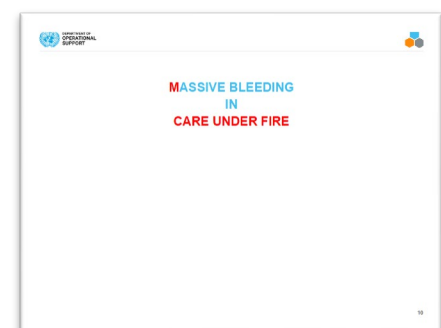 DEPARTMENT OF
OPERATIONAL
SUPPORT
MASSIVE BLEEDING
IN
CARE UNDER FIRE
10